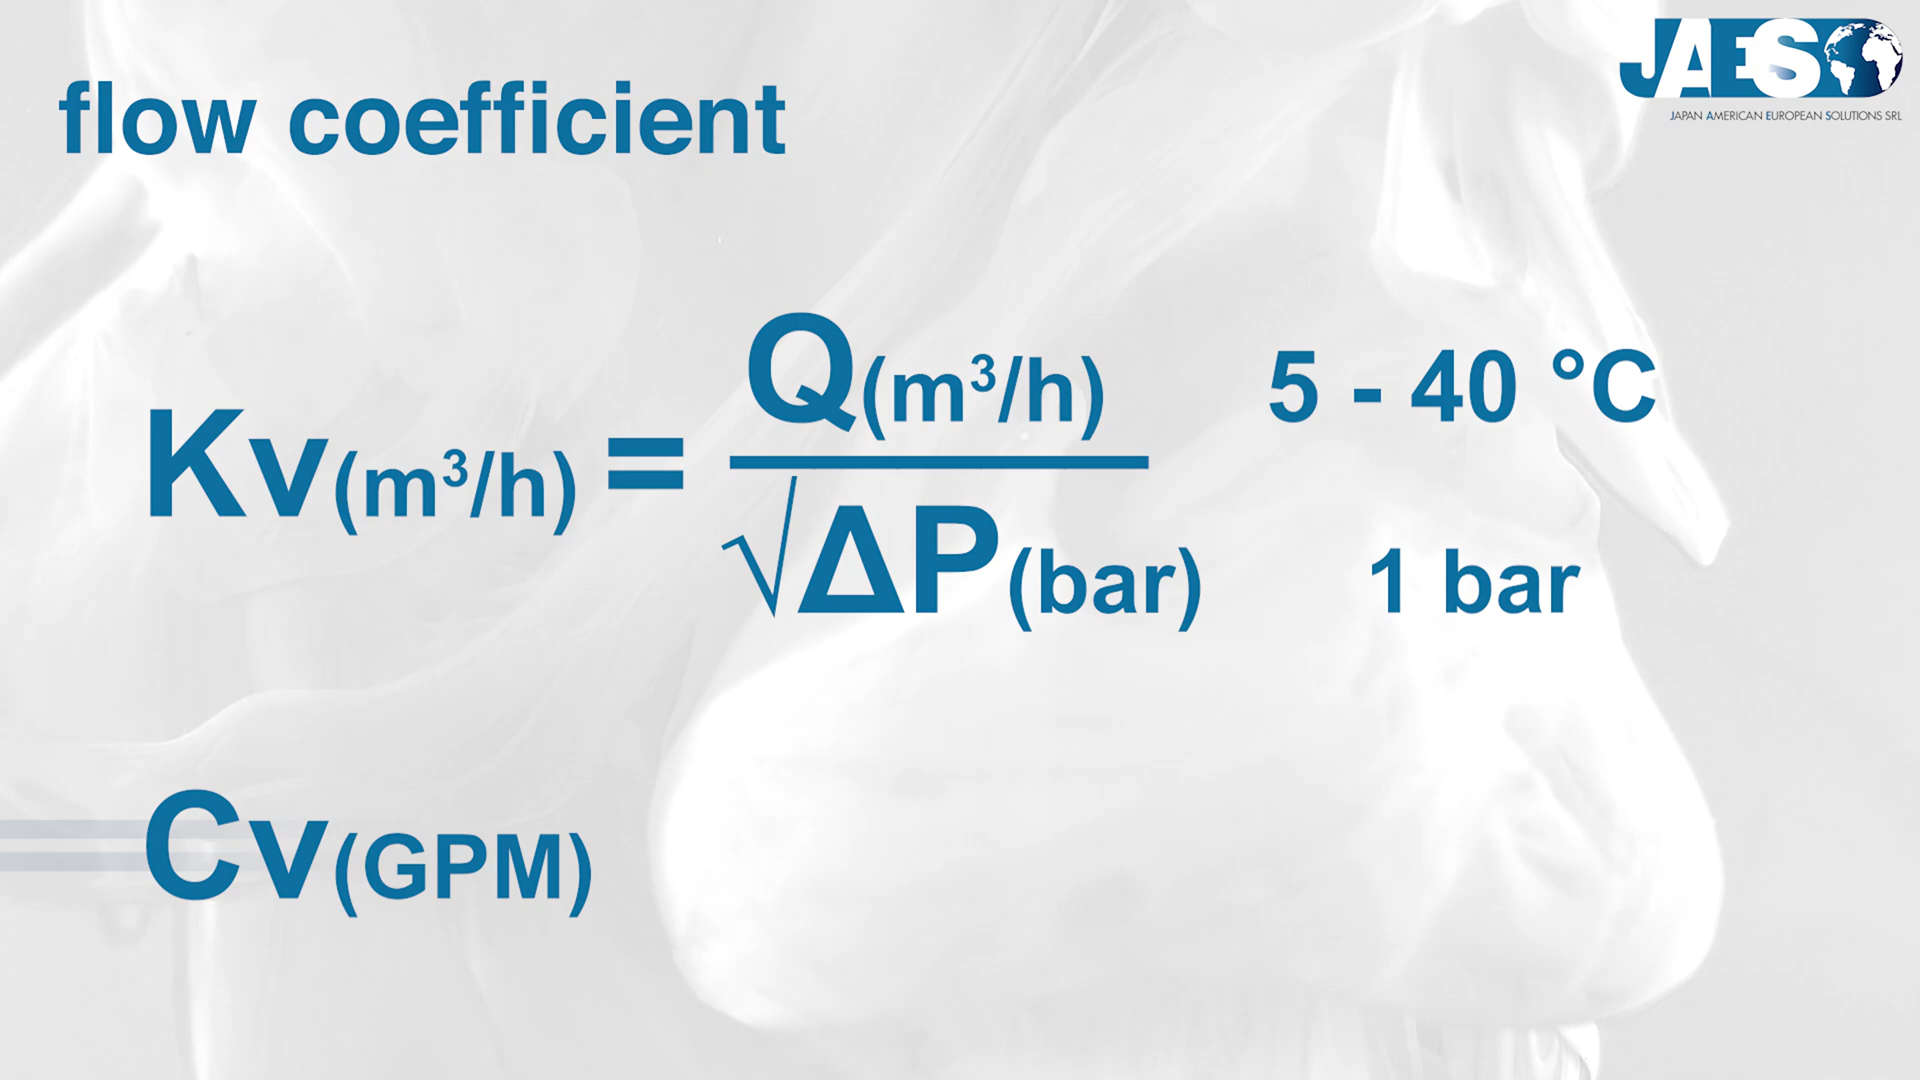 flow coefficient
JAES
JAPAN AMERICAN EUROPEAN SOLUTIONS SRL
Kv(m³/h) = Q(m³/h) 5 - 40 °C
√ΔP(bar) 1 bar
Cv(GPM)